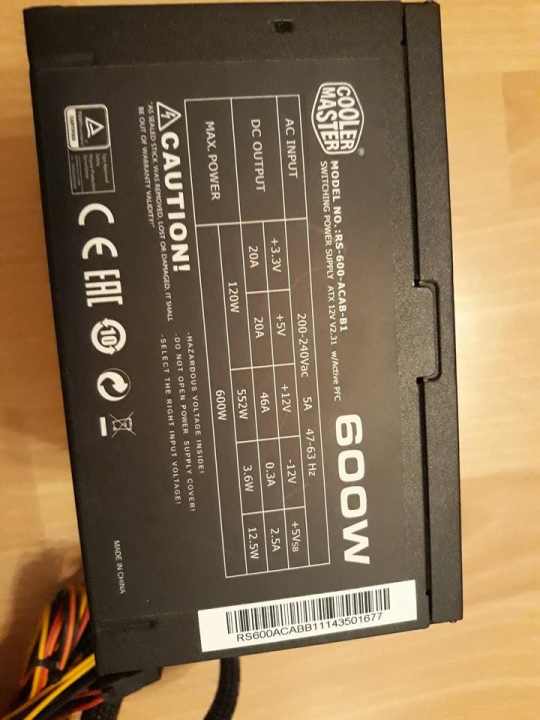 COOLER
MASTER®
MODEL NO.:RS-600-ACAB-B1
SWITCHING POWER SUPPLY ATX 12V V2.31 w/Active PFC
600W
AC INPUT 200-240Vac 5A 47-63 Hz
DC OUTPUT +3.3V +5V +12V -12V +5VSB
20A 20A 46A 0.3A 2.5A
MAX. POWER 120W 552W 3.6W 12.5W
600W
CAUTION!
*AS SEALED STICK WAS REMOVED, LOST OR DAMAGED, IT SHALL
BE OUT OF WARRANTY VALIDITY!*
·HAZARDOUS VOLTAGE INSIDE!
·DO NOT OPEN POWER SUPPLY COVER!
·SELECT THE RIGHT INPUT VOLTAGE!
CE EAC 10
MADE IN CHINA
RS600ACABB11143501677